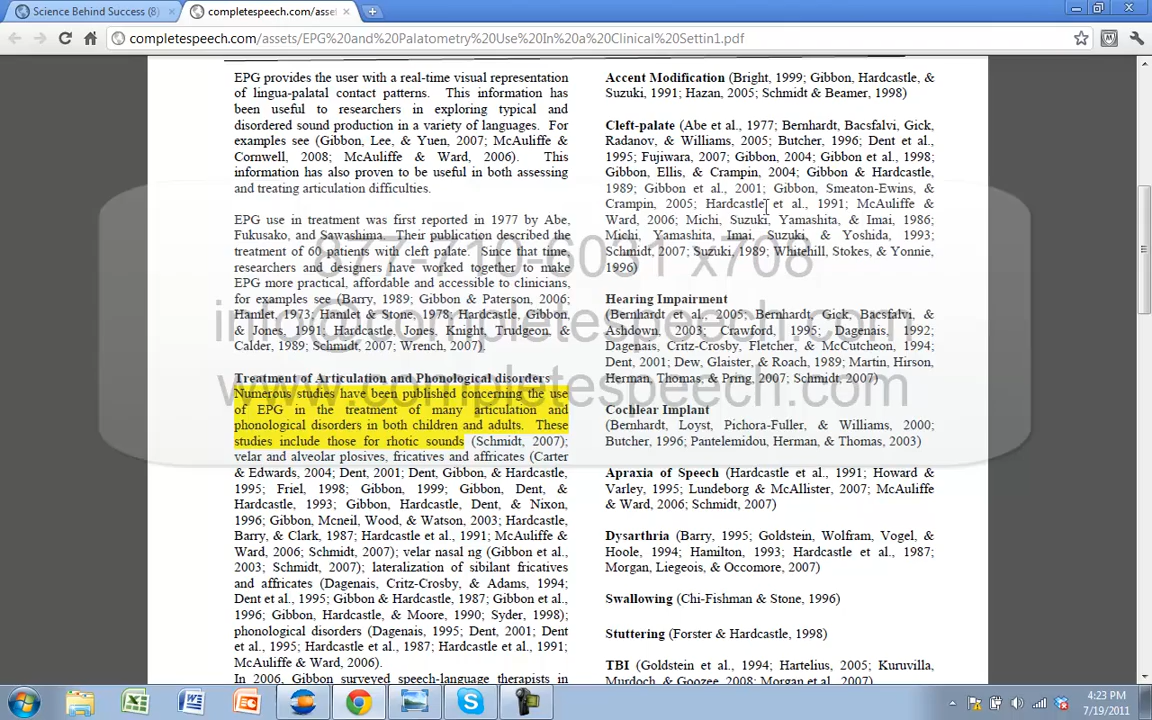 Science Behind Success (8)
completespeech.com/asse
completespeech.com/assets/EPG%20and%20Palatometry%20Use%20In%20a%20Clinical%20Settin1.pdf
EPG provides the user with a real-time visual representation
of lingua-palatal contact patterns. This information has
been useful to researchers in exploring typical and
disordered sound production in a variety of languages. For
examples see (Gibbon, Lee, & Yuen, 2007; McAuliffe &
Cornwell, 2008; McAuliffe & Ward, 2006). This
information has also proven to be useful in both assessing
and treating articulation difficulties.
EPG use in treatment was first reported in 1977 by Abe,
Fukusako, and Sawashima. Their publication described the
treatment of 60 patients with cleft palate. Since that time,
researchers and designers have worked together to make
EPG more practical, affordable and accessible to clinicians,
for examples see (Barry, 1989; Gibbon & Paterson, 2006;
Hamlet, 1973; Hamlet & Stone, 1978; Hardcastle, Gibbon,
& Jones, 1991; Hardcastle, Jones, Knight, Trudgeon, &
Calder, 1989; Schmidt, 2007; Wrench, 2007).
Treatment of Articulation and Phonological disorders
Numerous studies have been published concerning the use
of EPG in the treatment of many articulation and
phonological disorders in both children and adults. These
studies include those for rhotic sounds (Schmidt, 2007);
velar and alveolar plosives, fricatives and affricates (Carter
& Edwards, 2004; Dent, 2001; Dent, Gibbon, & Hardcastle,
1995; Friel, 1998; Gibbon, 1999; Gibbon, Dent, &
Hardcastle, 1993; Gibbon, Hardcastle, Dent, & Nixon,
1996; Gibbon, Mcneil, Wood, & Watson, 2003; Hardcastle,
Barry, & Clark, 1987; Hardcastle et al., 1991; McAuliffe &
Ward, 2006; Schmidt, 2007); velar nasal ng (Gibbon et al.,
2003; Schmidt, 2007); lateralization of sibilant fricatives
and affricates (Dagenais, Critz-Crosby, & Adams, 1994;
Dent et al., 1995; Gibbon & Hardcastle, 1987; Gibbon et al.,
1996; Gibbon, Hardcastle, & Moore, 1990; Syder, 1998);
phonological disorders (Dagenais, 1995; Dent, 2001; Dent
et al., 1995; Hardcastle et al., 1987; Hardcastle et al., 1991;
McAuliffe & Ward, 2006).
In 2006, Gibbon surveyed speech-language therapists in
Accent Modification (Bright, 1999; Gibbon, Hardcastle, &
Suzuki, 1991; Hazan, 2005; Schmidt & Beamer, 1998)
Cleft-palate (Abe et al., 1977; Bernhardt, Bacsfalvi, Gick,
Radanov, & Williams, 2005; Butcher, 1996; Dent et al.,
1995; Fujiwara, 2007; Gibbon, 2004; Gibbon et al., 1998;
Gibbon, Ellis, & Crampin, 2004; Gibbon & Hardcastle,
1989; Gibbon et al., 2001; Gibbon, Smeaton-Ewins, &
Crampin, 2005; Hardcastle et al., 1991; McAuliffe &
Ward, 2006; Michi, Suzuki, Yamashita, & Imai, 1986;
Michi, Yamashita, Imai, Suzuki, & Yoshida, 1993;
Schmidt, 2007; Suzuki, 1989; Whitehill, Stokes, & Yonnie,
1996)
Hearing Impairment
(Bernhardt et al., 2005; Bernhardt, Gick, Bacsfalvi, &
Ashdown, 2003; Crawford, 1995; Dagenais, 1992;
Dagenais, Critz-Crosby, Fletcher, & McCutcheon, 1994;
Dent, 2001; Dew, Glaister, & Roach, 1989; Martin, Hirson,
Herman, Thomas, & Pring, 2007; Schmidt, 2007)
Cochlear Implant
(Bernhardt, Loyst, Pichora-Fuller, & Williams, 2000;
Butcher, 1996; Pantelemidou, Herman, & Thomas, 2003)
Apraxia of Speech (Hardcastle et al., 1991; Howard &
Varley, 1995; Lundeborg & McAllister, 2007; McAuliffe
& Ward, 2006; Schmidt, 2007)
Dysarthria (Barry, 1995; Goldstein, Wolfram, Vogel, &
Hoole, 1994; Hamilton, 1993; Hardcastle et al., 1987;
Morgan, Liegeois, & Occomore, 2007)
Swallowing (Chi-Fishman & Stone, 1996)
Stuttering (Forster & Hardcastle, 1998)
TBI (Goldstein et al., 1994; Hartelius, 2005; Kuruvilla,
Murdoch, & Goozee, 2008; Morgan et al., 2007)
877-710-6031 x708
info@completespeech.com
www.completespeech.com
4:23 PM
7/19/2011